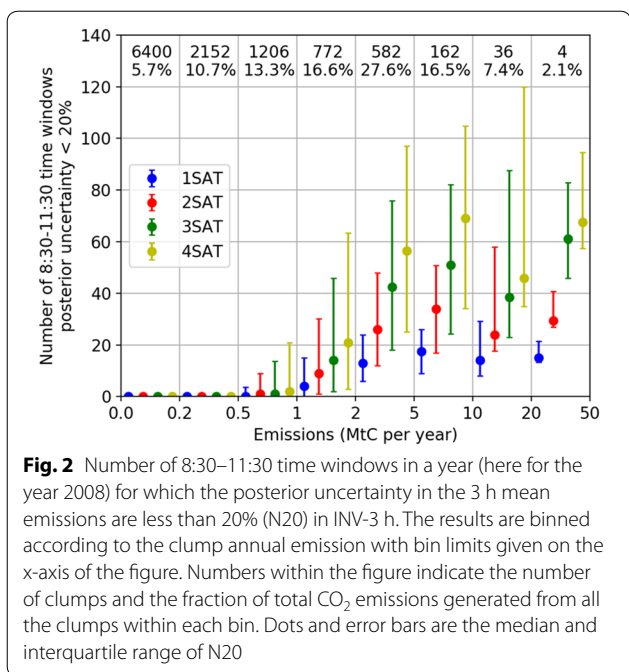 140
120
100
80
60
40
20
0
Number of 8:30-11:30 time windows
posterior uncertainty < 20%
6400 2152 1206 772 582 162 36 4
5.7% 10.7% 13.3% 16.6% 27.6% 16.5% 7.4% 2.1%
1SAT
2SAT
3SAT
4SAT
0.0 0.2 0.5 1 2 5 10 20 50
Emissions (MtC per year)
Fig. 2 Number of 8:30–11:30 time windows in a year (here for the
year 2008) for which the posterior uncertainty in the 3 h mean
emissions are less than 20% (N20) in INV-3 h. The results are binned
according to the clump annual emission with bin limits given on the
x-axis of the figure. Numbers within the figure indicate the number
of clumps and the fraction of total CO₂ emissions generated from all
the clumps within each bin. Dots and error bars are the median and
interquartile range of N20